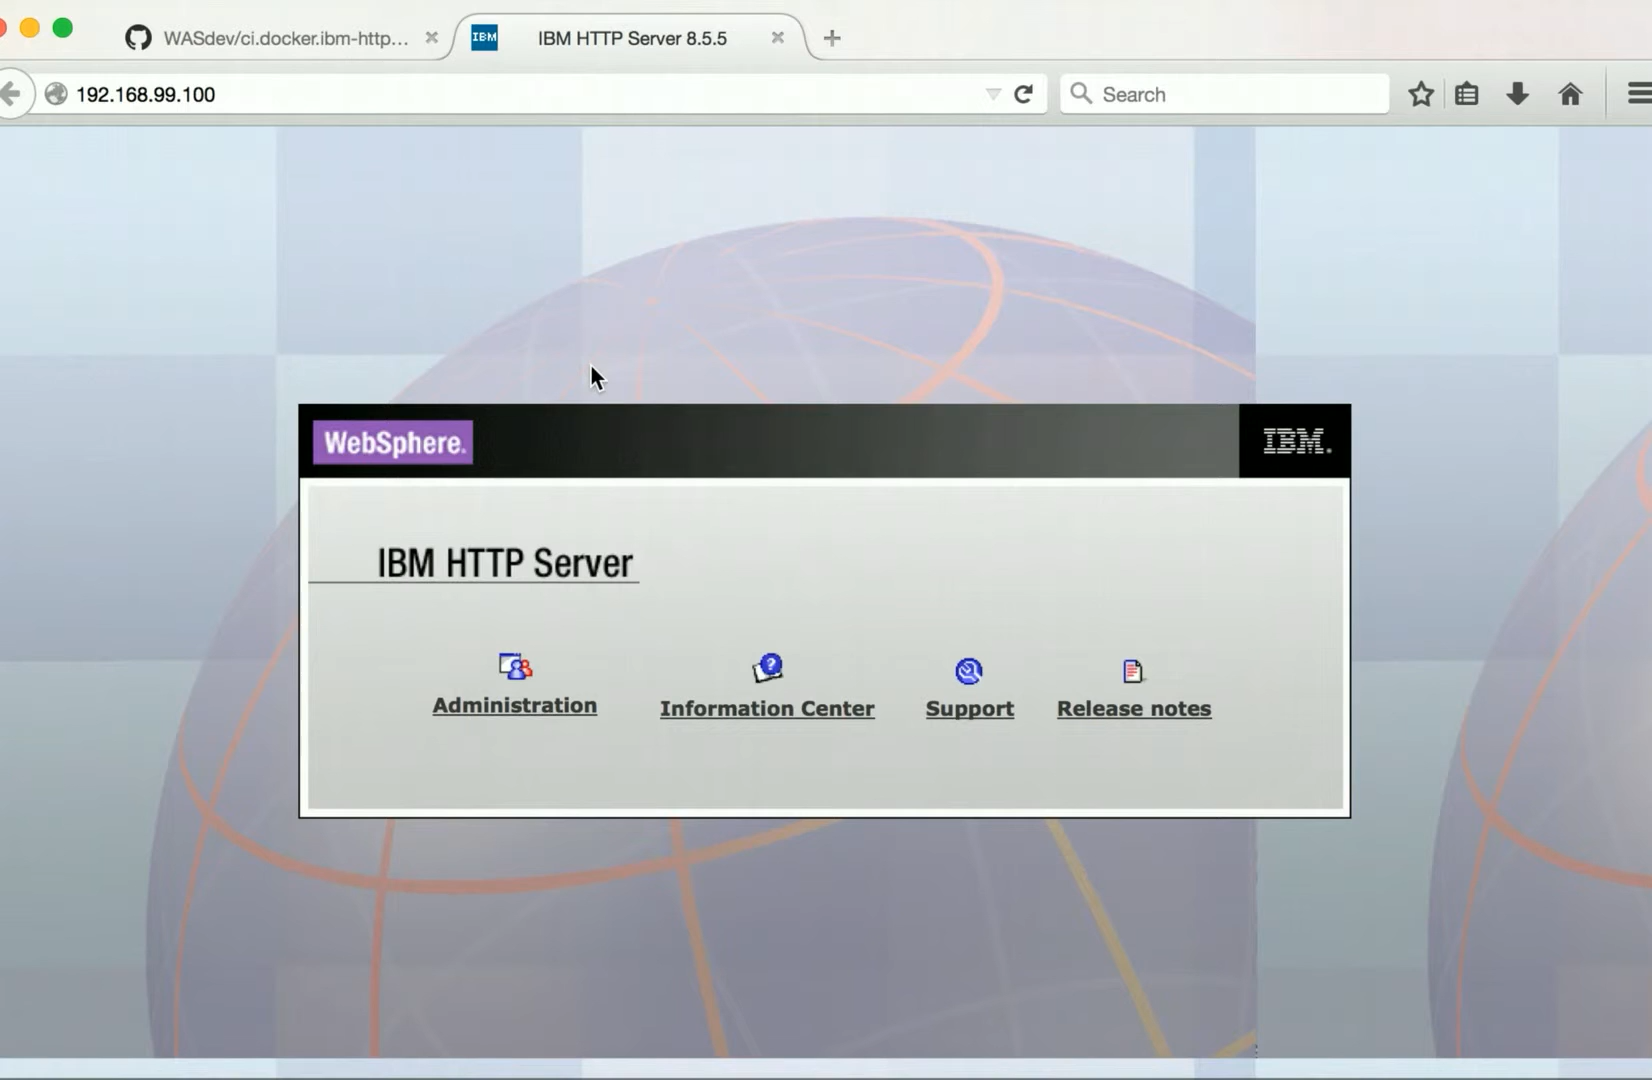 WASdev/ci.docker.ibm-http...
IBM
IBM HTTP Server 8.5.5
192.168.99.100
Search
WebSphere.
IBM.
IBM HTTP Server
Administration
Information Center
Support
Release notes